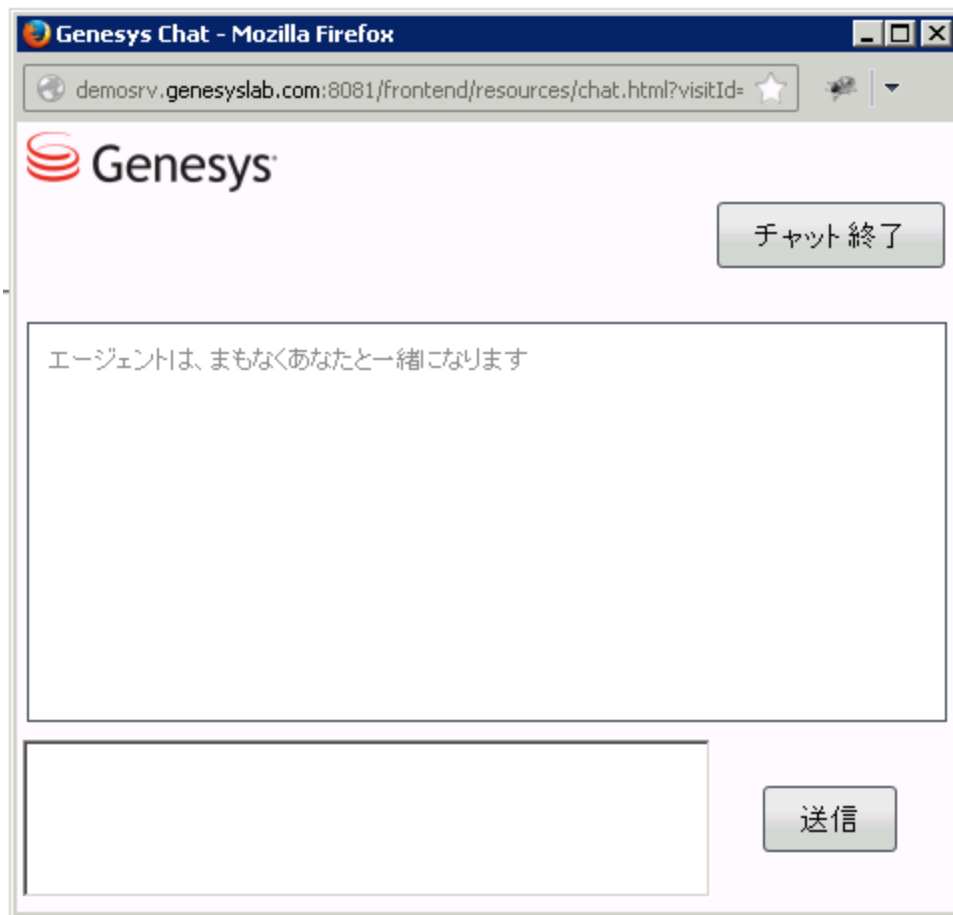 Genesys Chat - Mozilla Firefox
demosrv.genesyslab.com:8081/frontend/resources/chat.html?visitId=
Genesys
チャット終了
エージェントは、まもなくあなたと一緒になります
送信